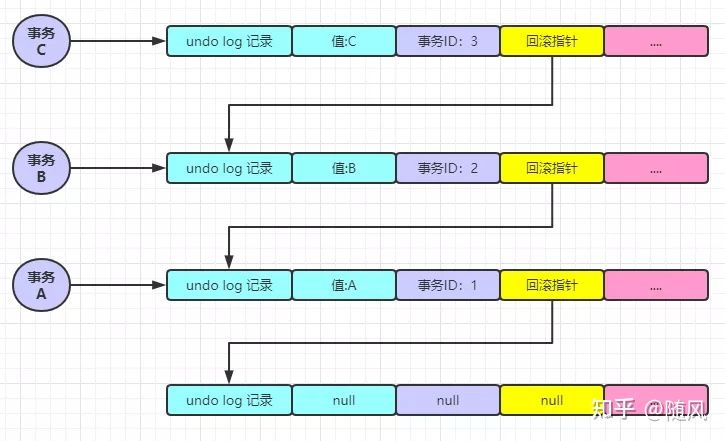 事务
C
undo log 记录 值:C 事务ID：3 回滚指针 ....
事务
B
undo log 记录 值:B 事务ID：2 回滚指针 ....
事务
A
undo log 记录 值:A 事务ID：1 回滚指针 ....
undo log 记录 null null null ....
知乎 @随风